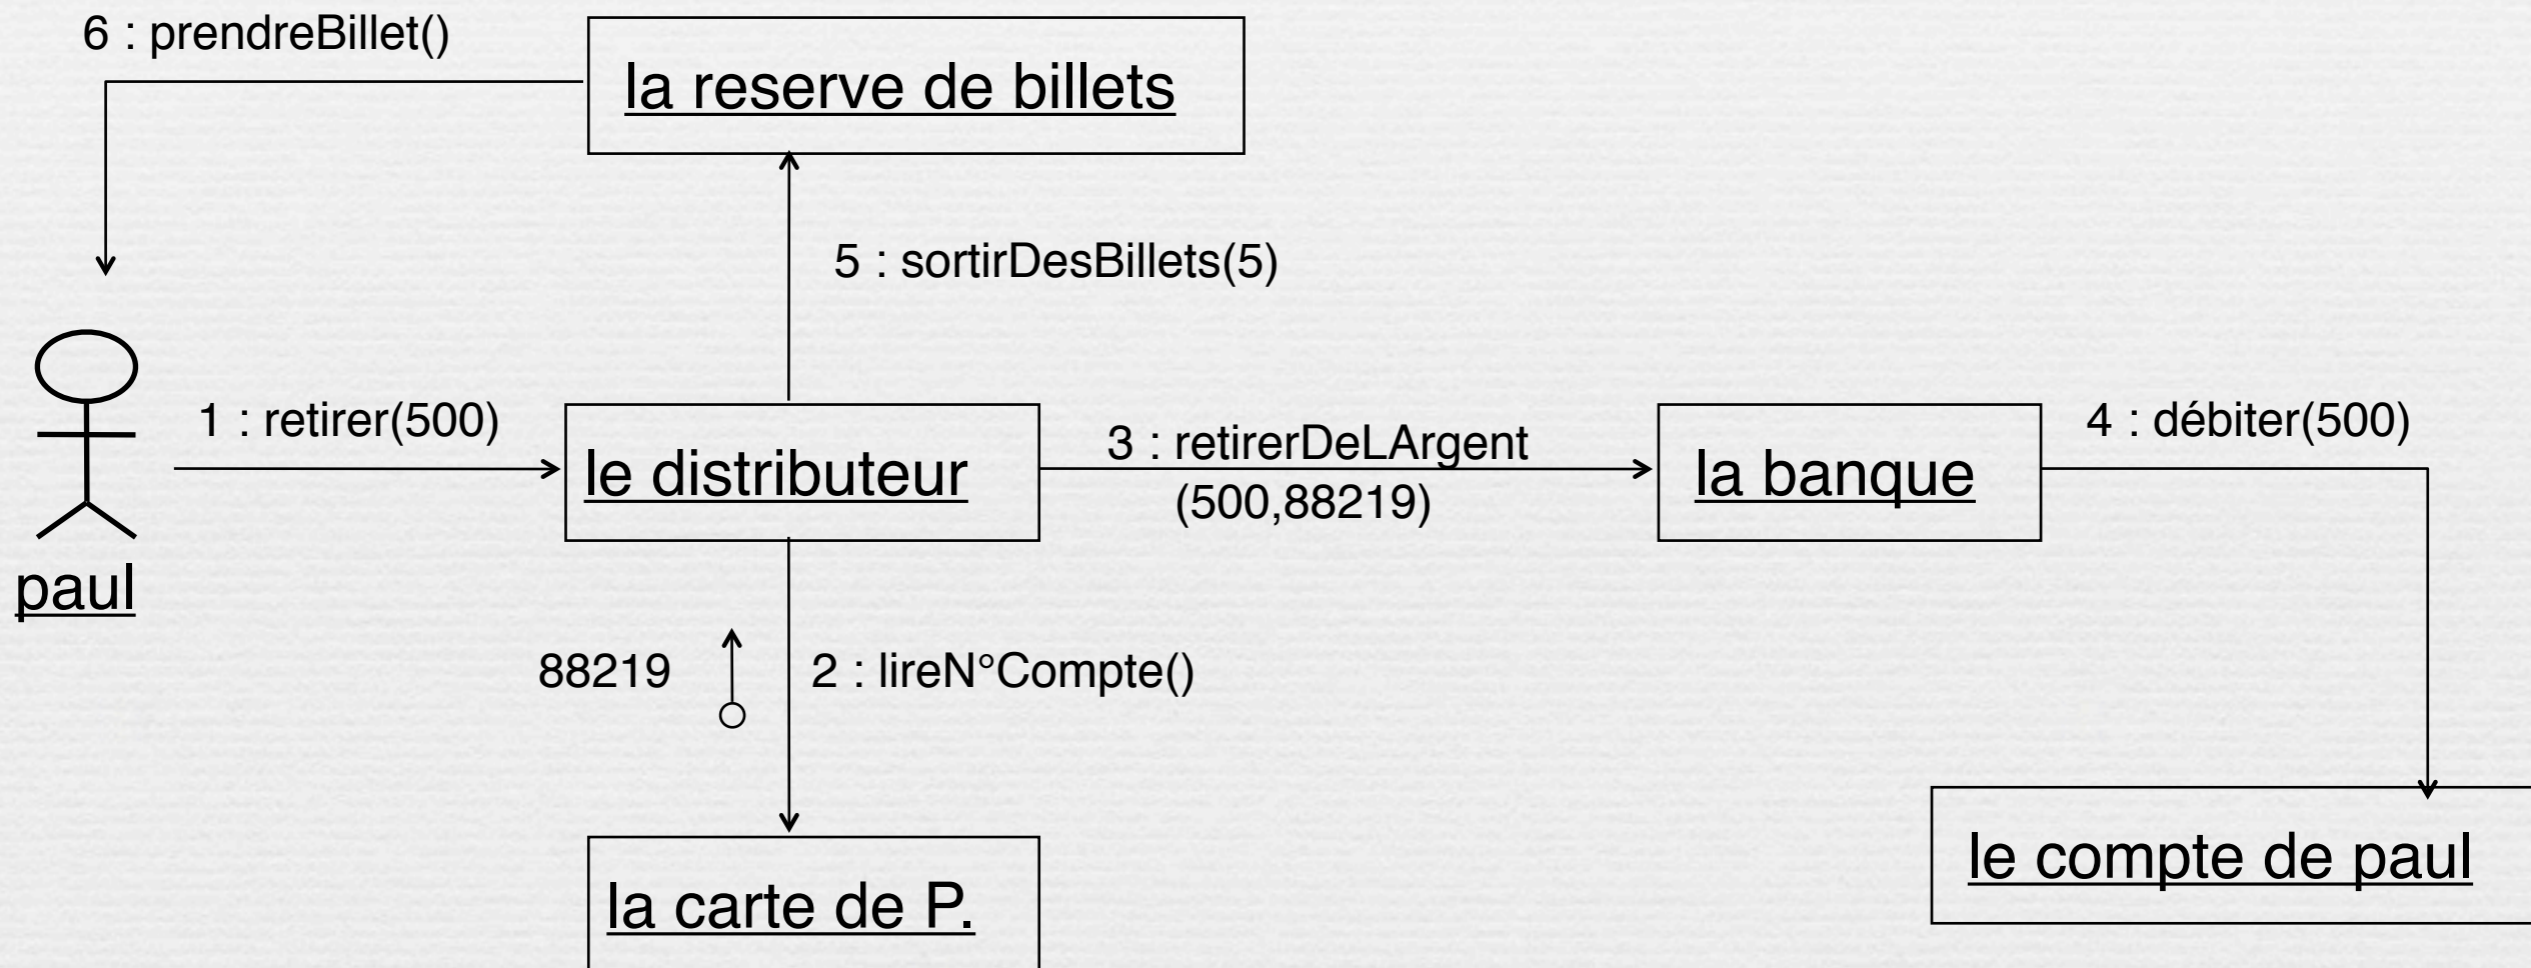 6 : prendreBillet()
la reserve de billets
5 : sortirDesBillets(5)
1 : retirer(500)
le distributeur
3 : retirerDeLArgent
(500,88219)
la banque
4 : débiter(500)
paul
88219
2 : lireN°Compte()
le compte de paul
la carte de P.